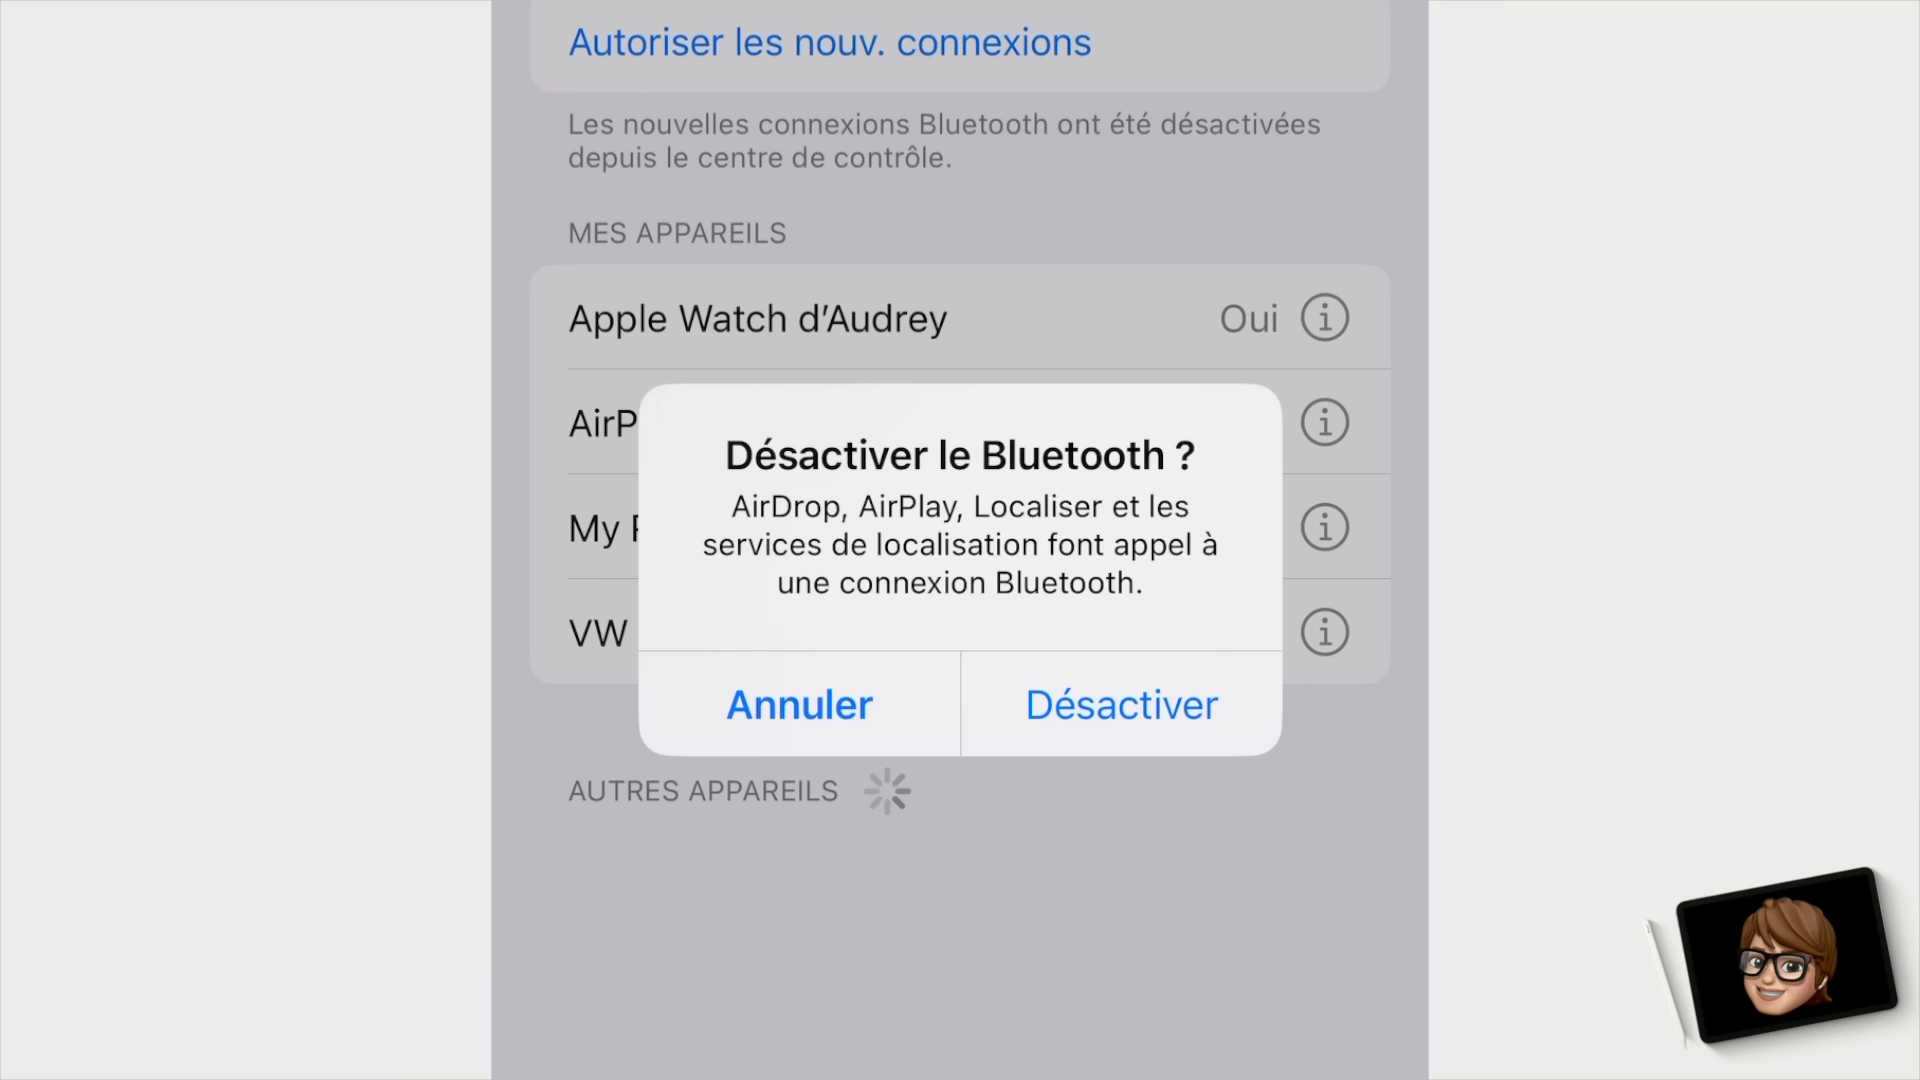 Autoriser les nouv. connexions
Les nouvelles connexions Bluetooth ont été désactivées
depuis le centre de contrôle.
MES APPAREILS
Apple Watch d’Audrey Oui
Désactiver le Bluetooth ?
AirDrop, AirPlay, Localiser et les
services de localisation font appel à
une connexion Bluetooth.
My
VW
Annuler Désactiver
AUTRES APPAREILS